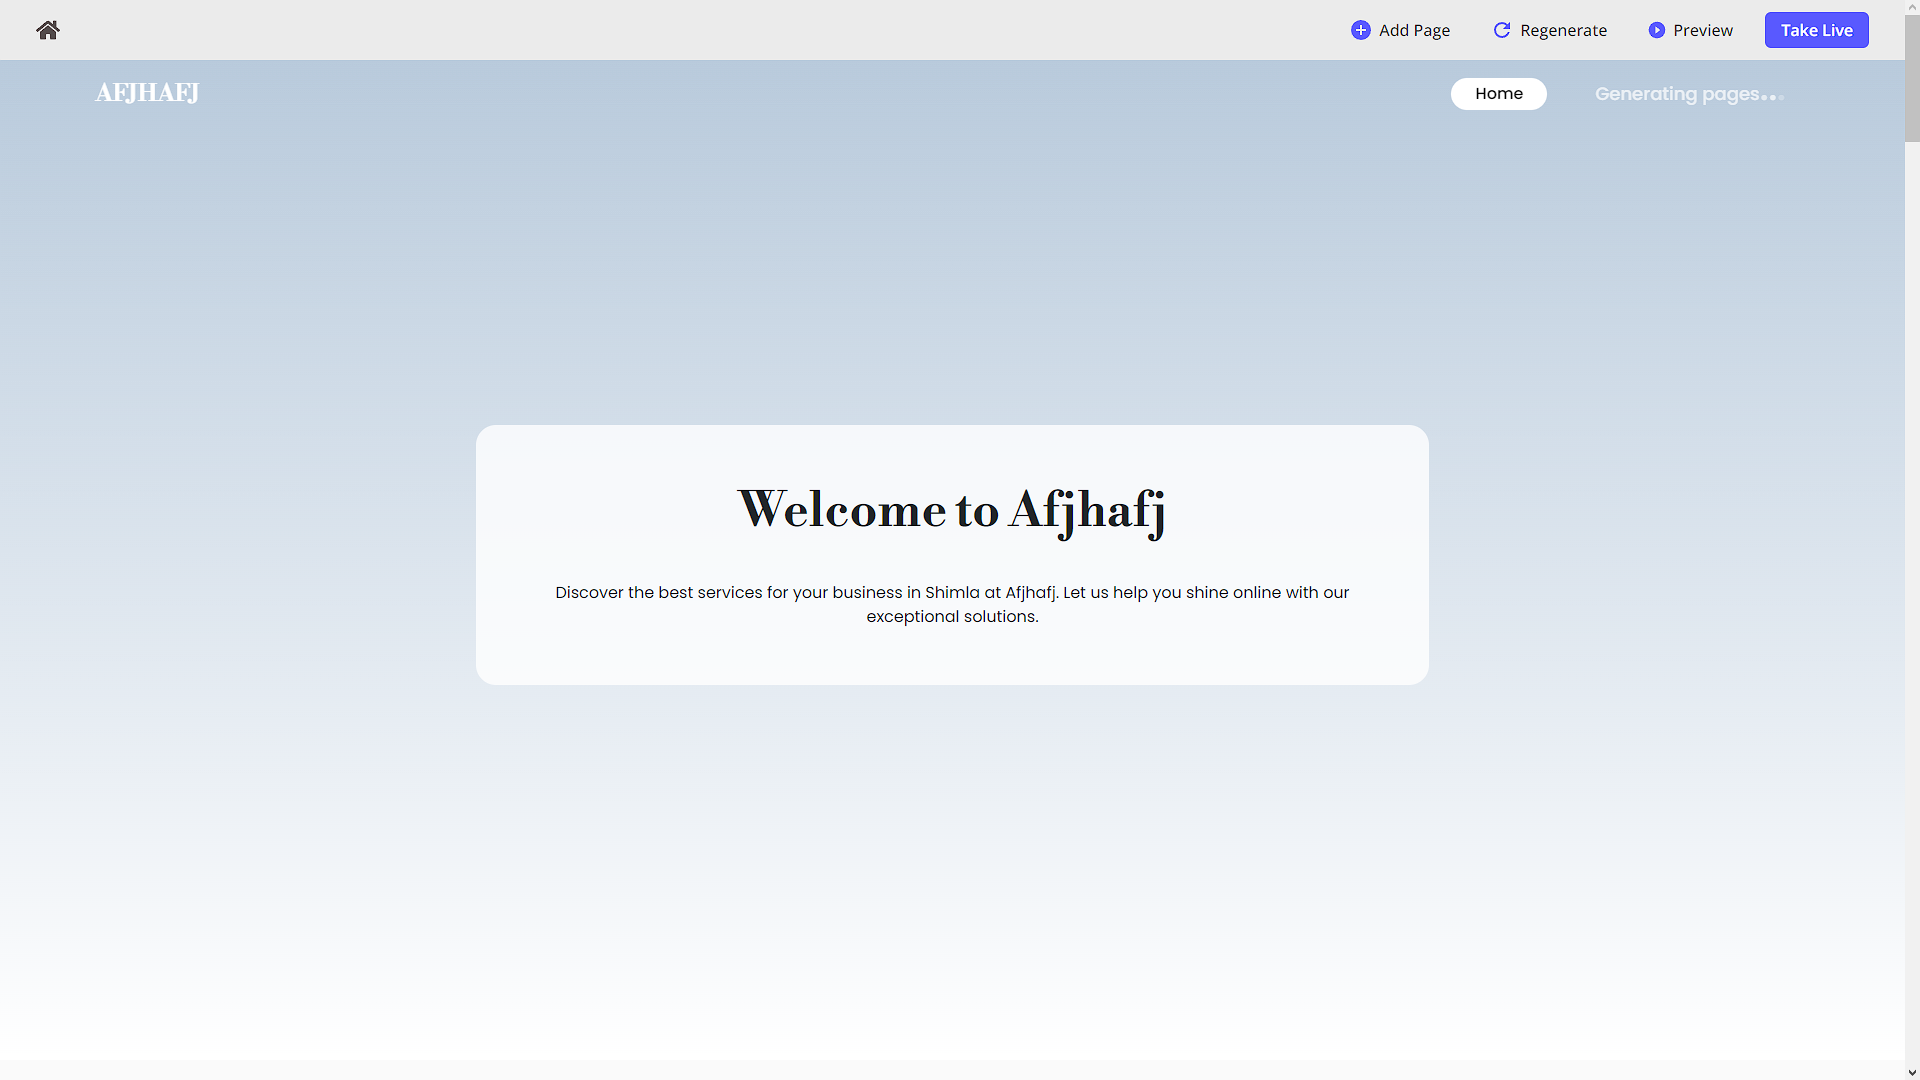 Add Page
Regenerate
Preview
Take Live
AFJHAFJ
Home
Generating pages...
Welcome to Afjhafj
Discover the best services for your business in Shimla at Afjhafj. Let us help you shine online with our
exceptional solutions.